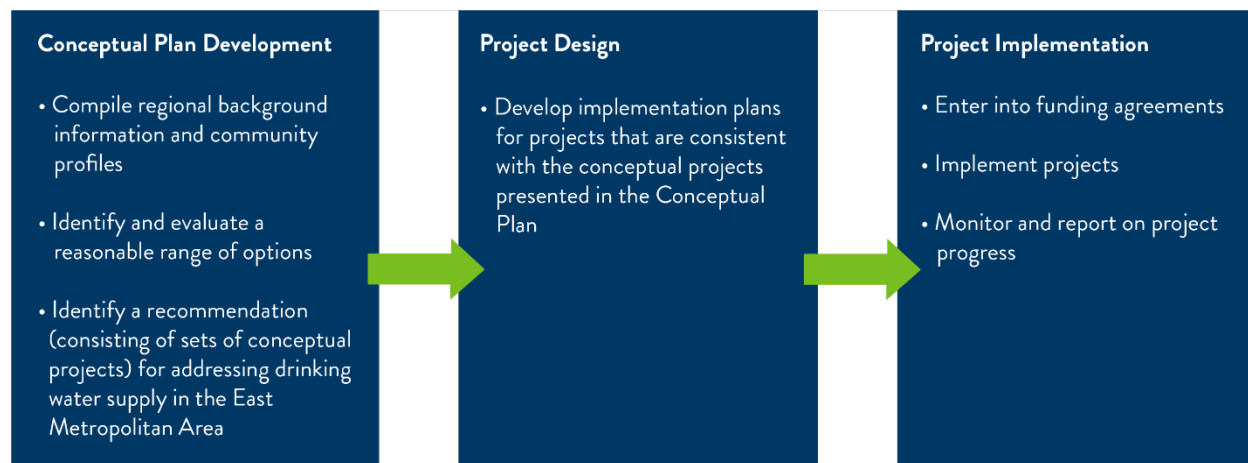 Conceptual Plan Development
• Compile regional background
information and community
profiles
• Identify and evaluate a
reasonable range of options
• Identify a recommendation
(consisting of sets of conceptual
projects) for addressing drinking
water supply in the East
Metropolitan Area
Project Design
• Develop implementation plans
for projects that are consistent
with the conceptual projects
presented in the Conceptual
Plan
Project Implementation
• Enter into funding agreements
• Implement projects
• Monitor and report on project
progress